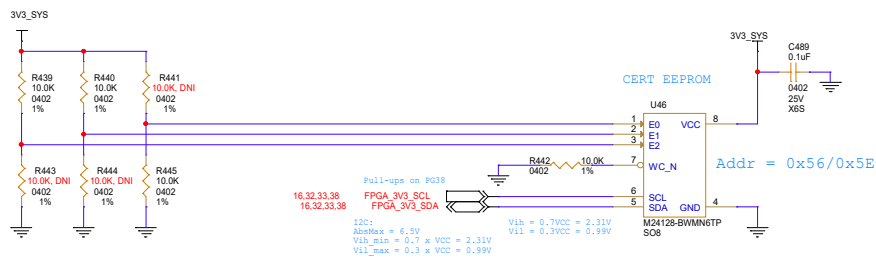 3V3_SYS
R439
10.0K
0402
1%
R440
10.0K
0402
1%
R441
10.0K, DNI
0402
1%
R443
10.0K, DNI
0402
1%
R444
10.0K, DNI
0402
1%
R445
10.0K
0402
1%
3V3_SYS
C489
0.1uF
0402
25V
X6S
CERT EEPROM
U46
1 E0 VCC 8
2 E1
3 E2
7 WC_N
6 SCL
5 SDA GND 4
M24128-BWMN6TP
SO8
R442 10.0K
0402 1%
Addr = 0x56/0x5E
Pull-ups on PG38
16,32,33,38 FPGA_3V3_SCL
16,32,33,38 FPGA_3V3_SDA
I2C:
AbsMax = 6.5V
Vih_min = 0.7 x VCC = 2.31V
Vil_max = 0.3 x VCC = 0.99V
Vih = 0.7VCC = 2.31V
Vil = 0.3VCC = 0.99V